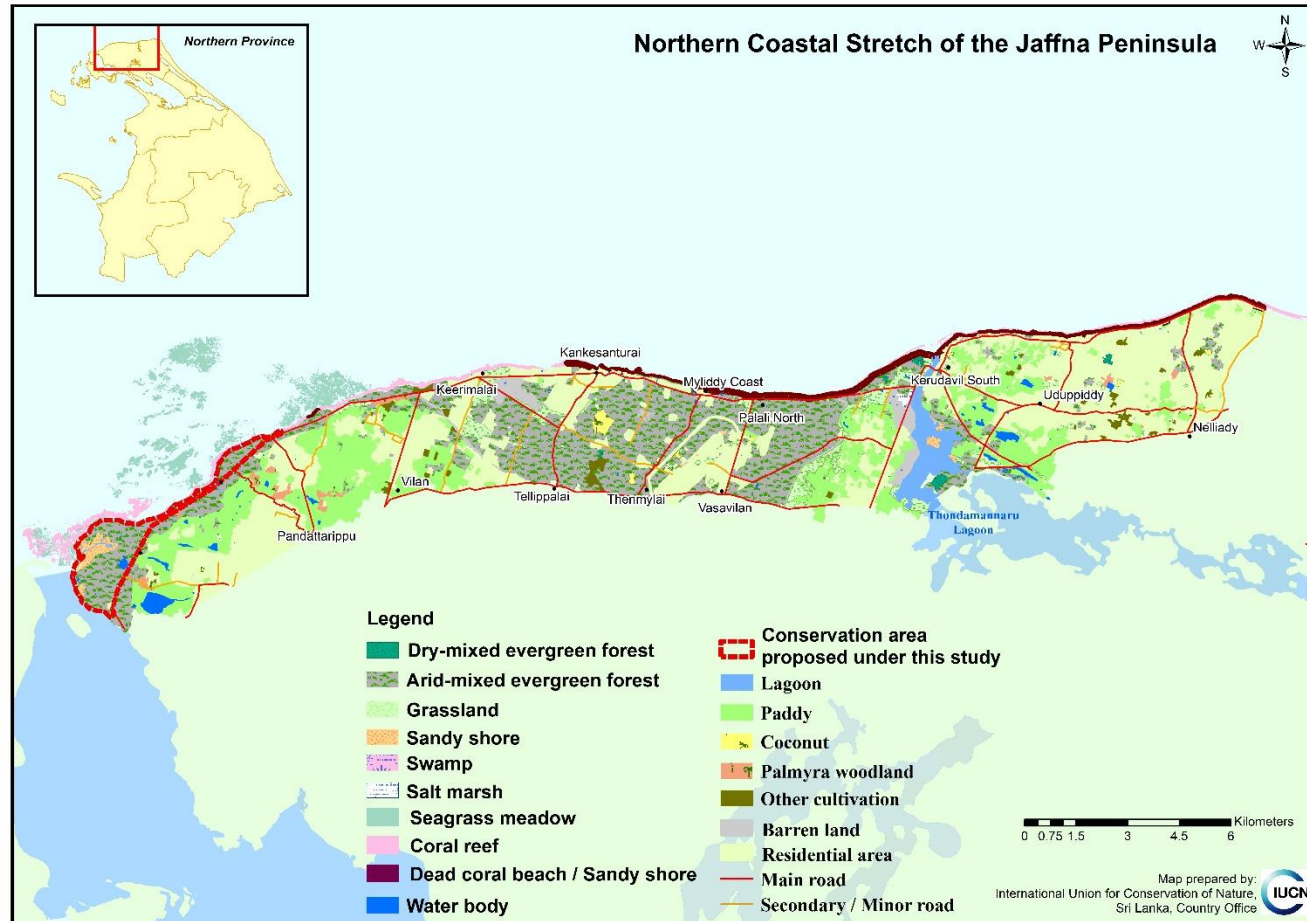 Northern Province
Northern Coastal Stretch of the Jaffna Peninsula
N
W
E
S
Kankesanturai
Keerimalai
Myliddy Coast
Palali North
Kerudavil South
Uduppiddy
Nelliady
Vilan
Tellippalai
Thenmylai
Vasavilan
Pandattarippu
Thondamannaru
Lagoon
Legend
Dry-mixed evergreen forest
Arid-mixed evergreen forest
Grassland
Sandy shore
Swamp
Salt marsh
Seagrass meadow
Coral reef
Dead coral beach / Sandy shore
Water body
Conservation area
proposed under this study
Lagoon
Paddy
Coconut
Palmyra woodland
Other cultivation
Barren land
Residential area
Main road
Secondary / Minor road
Kilometers
0 0.75 1.5 3 4.5 6
Map prepared by:
International Union for Conservation of Nature,
Sri Lanka, Country Office
IUCN